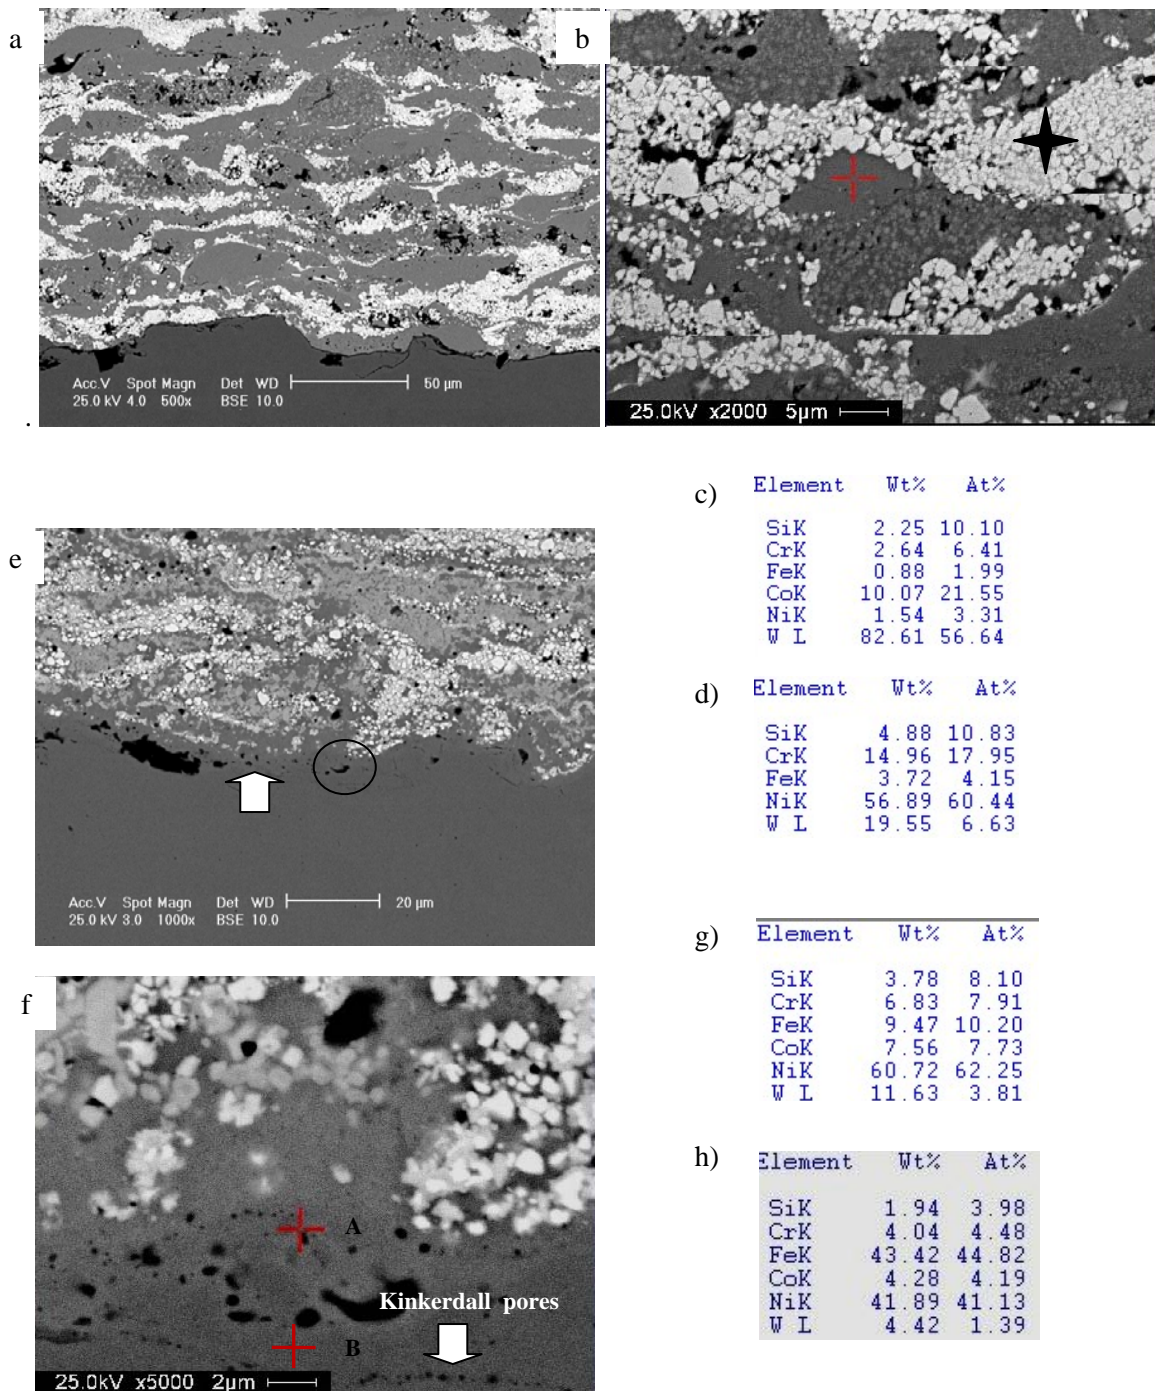 a
b
Acc.V Spot Magn Det WD 50 µm
25.0 kV 4.0 500x BSE 10.0
.
25.0kV x2000 5µm
c)
Element Wt% At%
SiK 2.25 10.10
CrK 2.64 6.41
FeK 0.88 1.99
CoK 10.07 21.55
NiK 1.54 3.31
W L 82.61 56.64
e
Acc.V Spot Magn Det WD 20 µm
25.0 kV 3.0 1000x BSE 10.0
d)
Element Wt% At%
SiK 4.88 10.83
CrK 14.96 17.95
FeK 3.72 4.15
NiK 56.89 60.44
W L 19.55 6.63
g)
Element Wt% At%
SiK 3.78 8.10
CrK 6.83 7.91
FeK 9.47 10.20
CoK 7.56 7.73
NiK 60.72 62.25
W L 11.63 3.81
f
A
Kinkerdall pores
B
25.0kV x5000 2µm
h)
Element Wt% At%
SiK 1.94 3.98
CrK 4.04 4.48
FeK 43.42 44.82
CoK 4.28 4.19
NiK 41.89 41.13
W L 4.42 1.39